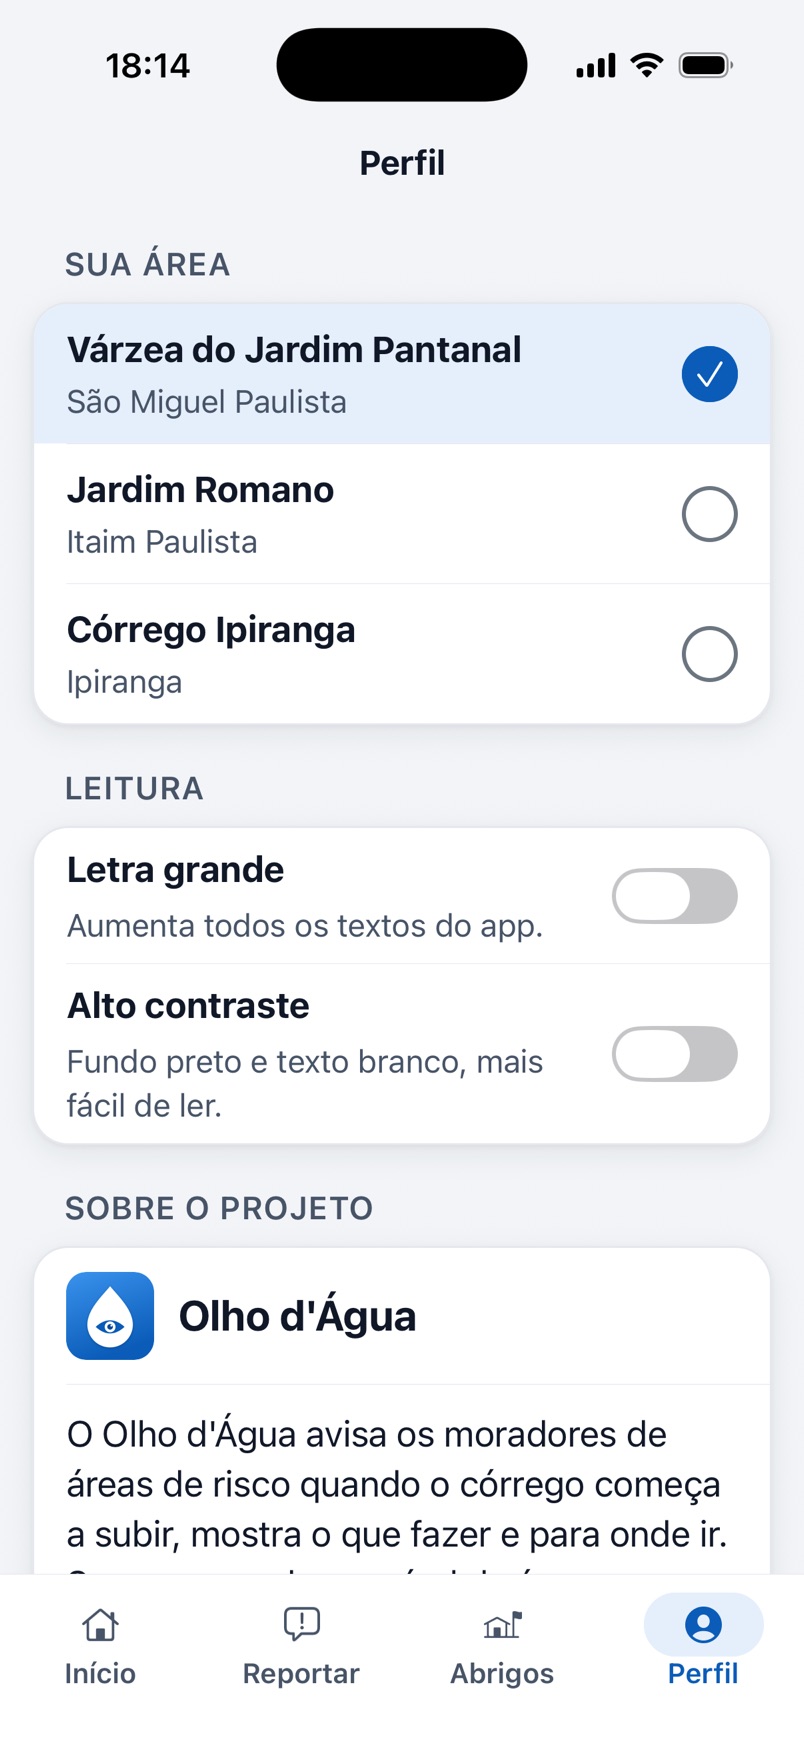 18:14
Perfil
SUA ÁREA
Várzea do Jardim Pantanal
São Miguel Paulista
Jardim Romano
Itaim Paulista
Córrego Ipiranga
Ipiranga
LEITURA
Letra grande
Aumenta todos os textos do app.
Alto contraste
Fundo preto e texto branco, mais
fácil de ler.
SOBRE O PROJETO
Olho d'Água
O Olho d'Água avisa os moradores de
áreas de risco quando o córrego começa
a subir, mostra o que fazer e para onde ir.
Início
Reportar
Abrigos
Perfil